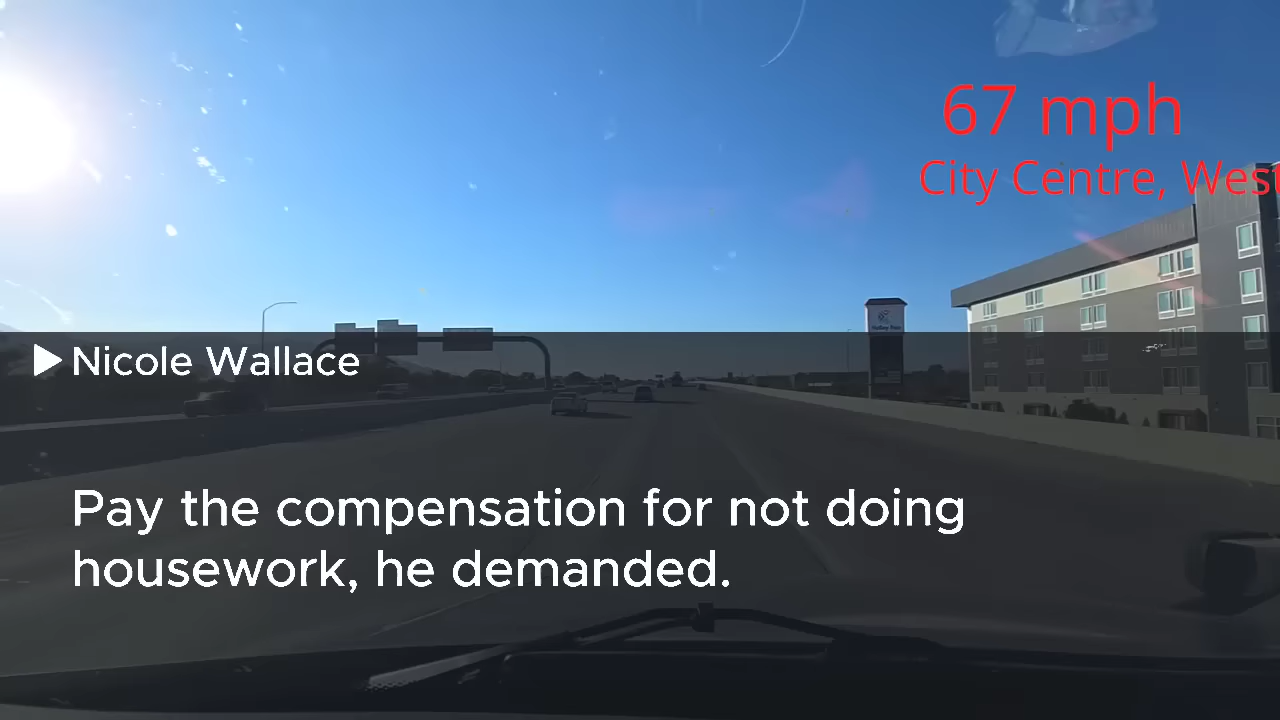 67 mph
City Centre, West
Nicole Wallace
Pay the compensation for not doing
housework, he demanded.